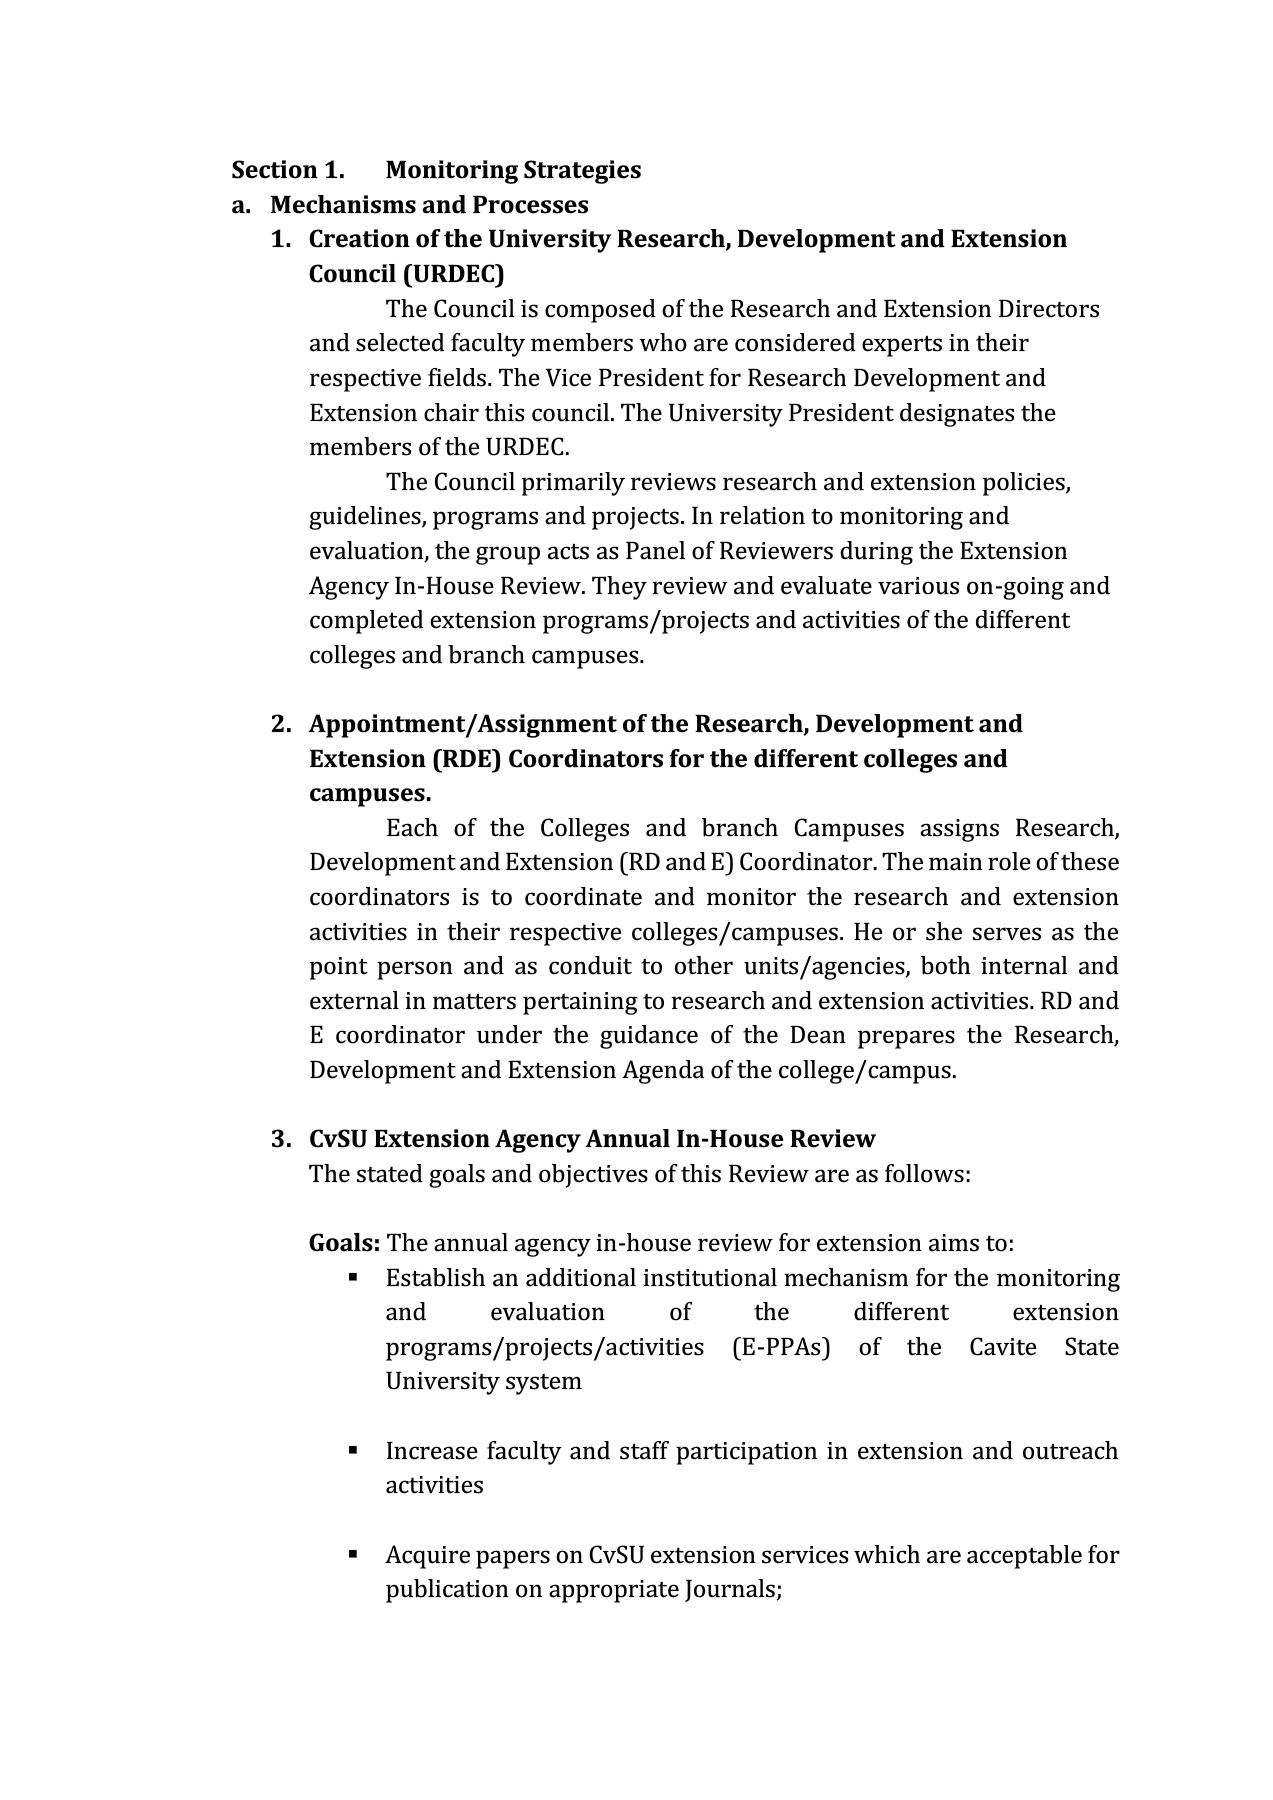 Section 1. Monitoring Strategies
a. Mechanisms and Processes
1. Creation of the University Research, Development and Extension
Council (URDEC)
The Council is composed of the Research and Extension Directors
and selected faculty members who are considered experts in their
respective fields. The Vice President for Research Development and
Extension chair this council. The University President designates the
members of the URDEC.
The Council primarily reviews research and extension policies,
guidelines, programs and projects. In relation to monitoring and
evaluation, the group acts as Panel of Reviewers during the Extension
Agency In-House Review. They review and evaluate various on-going and
completed extension programs/projects and activities of the different
colleges and branch campuses.
2. Appointment/Assignment of the Research, Development and
Extension (RDE) Coordinators for the different colleges and
campuses.
Each of the Colleges and branch Campuses assigns Research,
Development and Extension (RD and E) Coordinator. The main role of these
coordinators is to coordinate and monitor the research and extension
activities in their respective colleges/campuses. He or she serves as the
point person and as conduit to other units/agencies, both internal and
external in matters pertaining to research and extension activities. RD and
E coordinator under the guidance of the Dean prepares the Research,
Development and Extension Agenda of the college/campus.
3. CvSU Extension Agency Annual In-House Review
The stated goals and objectives of this Review are as follows:
Goals: The annual agency in-house review for extension aims to:
▪ Establish an additional institutional mechanism for the monitoring
and evaluation of the different extension
programs/projects/activities (E-PPAs) of the Cavite State
University system
▪ Increase faculty and staff participation in extension and outreach
activities
▪ Acquire papers on CvSU extension services which are acceptable for
publication on appropriate Journals;